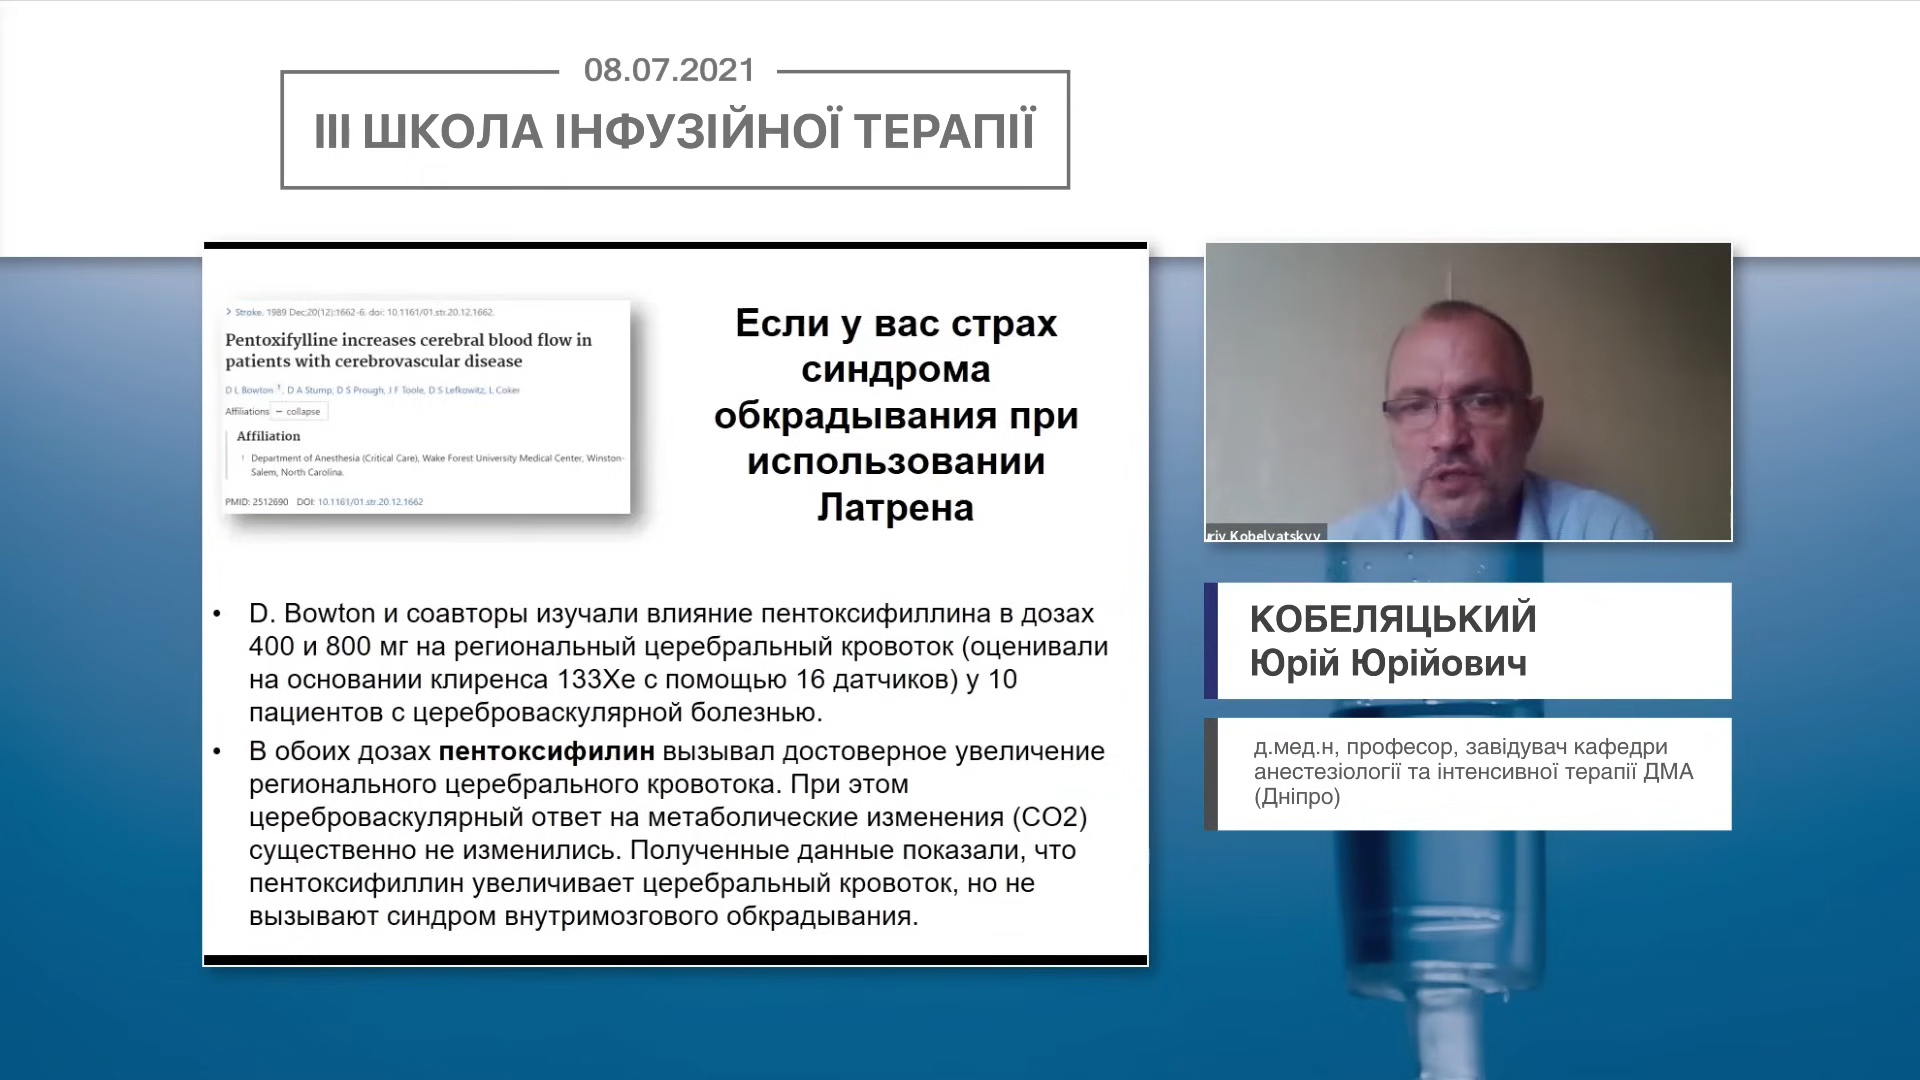 08.07.2021
III ШКОЛА ІНФУЗІЙНОЇ ТЕРАПІЇ
Stroke. 1989 Dec;20(12):1662-6. doi: 10.1161/01.str.20.12.1662.
Pentoxifylline increases cerebral blood flow in
patients with cerebrovascular disease
D L Bowton 1, D A Stump, D S Prough, J F Toole, D S Lefkowitz, L Coker
Affiliations − collapse
Affiliation
1 Department of Anesthesia (Critical Care), Wake Forest University Medical Center, Winston-
Salem, North Carolina.
PMID: 2512690 DOI: 10.1161/01.str.20.12.1662
Если у вас страх
синдрома
обкрадывания при
использовании
Латрена
• D. Bowton и соавторы изучали влияние пентоксифиллина в дозах
400 и 800 мг на региональный церебральный кровоток (оценивали
на основании клиренса 133Xe с помощью 16 датчиков) у 10
пациентов с цереброваскулярной болезнью.
• В обоих дозах пентоксифилин вызывал достоверное увеличение
регионального церебрального кровотока. При этом
цереброваскулярный ответ на метаболические изменения (СО2)
существенно не изменились. Полученные данные показали, что
пентоксифиллин увеличивает церебральный кровоток, но не
вызывают синдром внутримозгового обкрадывания.
riy Kobelyatskyy
КОБЕЛЯЦЬКИЙ
Юрій Юрійович
д.мед.н, професор, завідувач кафедри
анестезіології та інтенсивної терапії ДМА
(Дніпро)